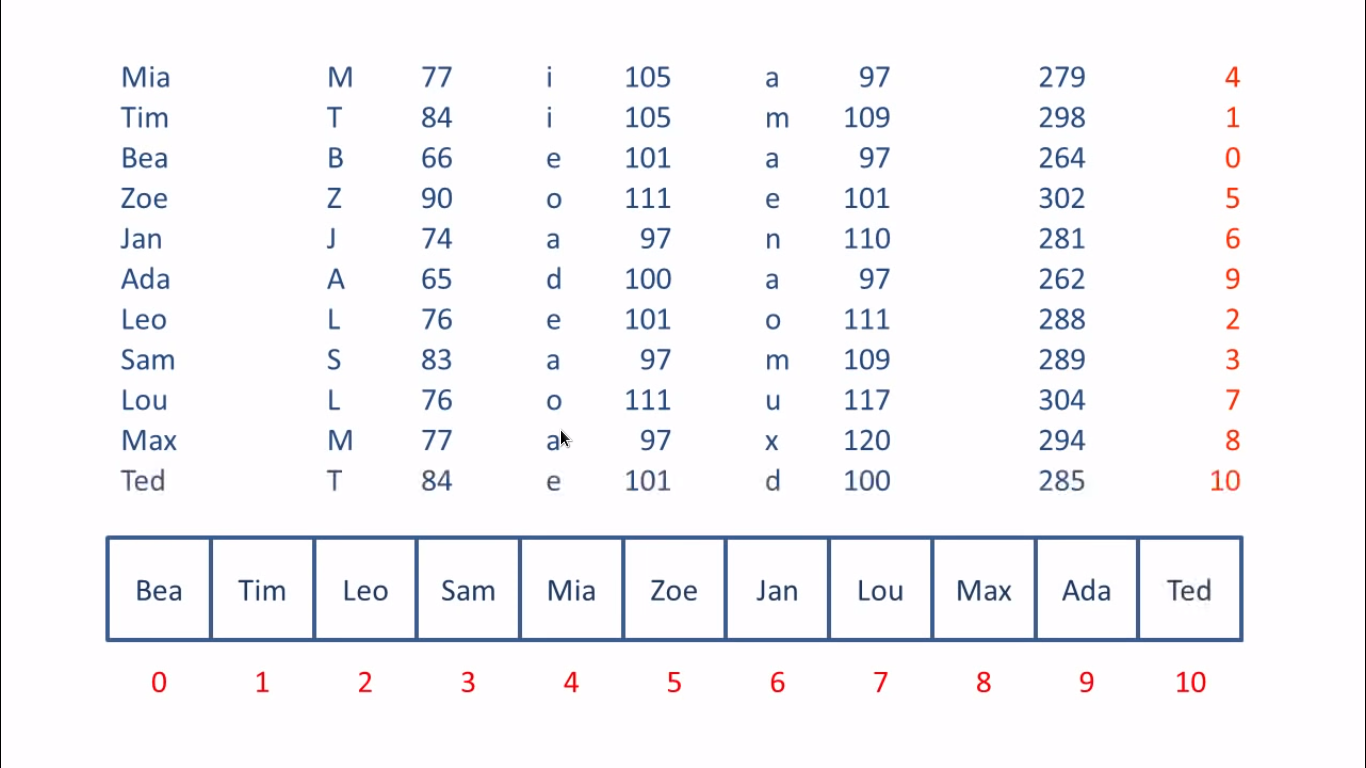 Mia M 77 i 105 a 97 279 4
Tim T 84 i 105 m 109 298 1
Bea B 66 e 101 a 97 264 0
Zoe Z 90 o 111 e 101 302 5
Jan J 74 a 97 n 110 281 6
Ada A 65 d 100 a 97 262 9
Leo L 76 e 101 o 111 288 2
Sam S 83 a 97 m 109 289 3
Lou L 76 o 111 u 117 304 7
Max M 77 a 97 x 120 294 8
Ted T 84 e 101 d 100 285 10
Bea Tim Leo Sam Mia Zoe Jan Lou Max Ada Ted
0 1 2 3 4 5 6 7 8 9 10